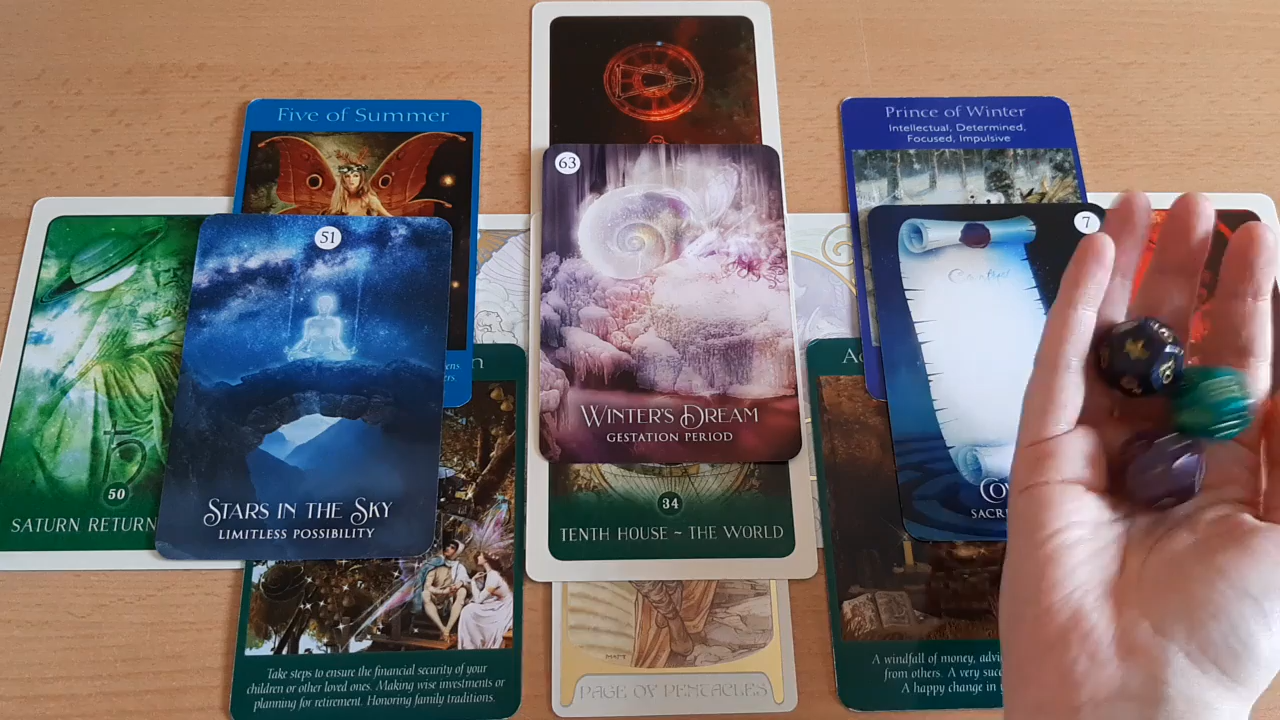 Five of Summer
Prince of Winter
Intellectual, Determined,
Focused, Impulsive
63
7
51
50
SATURN RETURN
STARS IN THE SKY
LIMITLESS POSSIBILITY
WINTER'S DREAM
GESTATION PERIOD
34
TENTH HOUSE ~ THE WORLD
Take steps to ensure the financial security of your
children or other loved ones. Making wise investments or
planning for retirement. Honoring family traditions.
PAGE OF PENTACLES
A windfall of money,
from others. A very
A happy change in